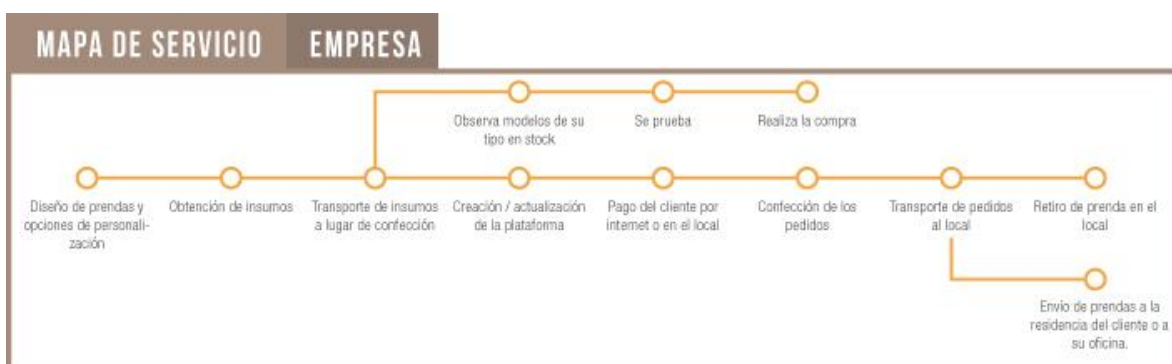 MAPA DE SERVICIO EMPRESA
Observa modelos de su
tipo en stock
Se prueba
Realiza la compra
Diseño de prendas y
opciones de personali-
zación
Obtención de insumos
Transporte de insumos
a lugar de confección
Creación / actualización
de la plataforma
Pago del cliente por
internet o en el local
Confección de los
pedidos
Transporte de pedidos
al local
Retiro de prenda en el
local
Envio de prendas a la
residencia del cliente o a
su oficina.